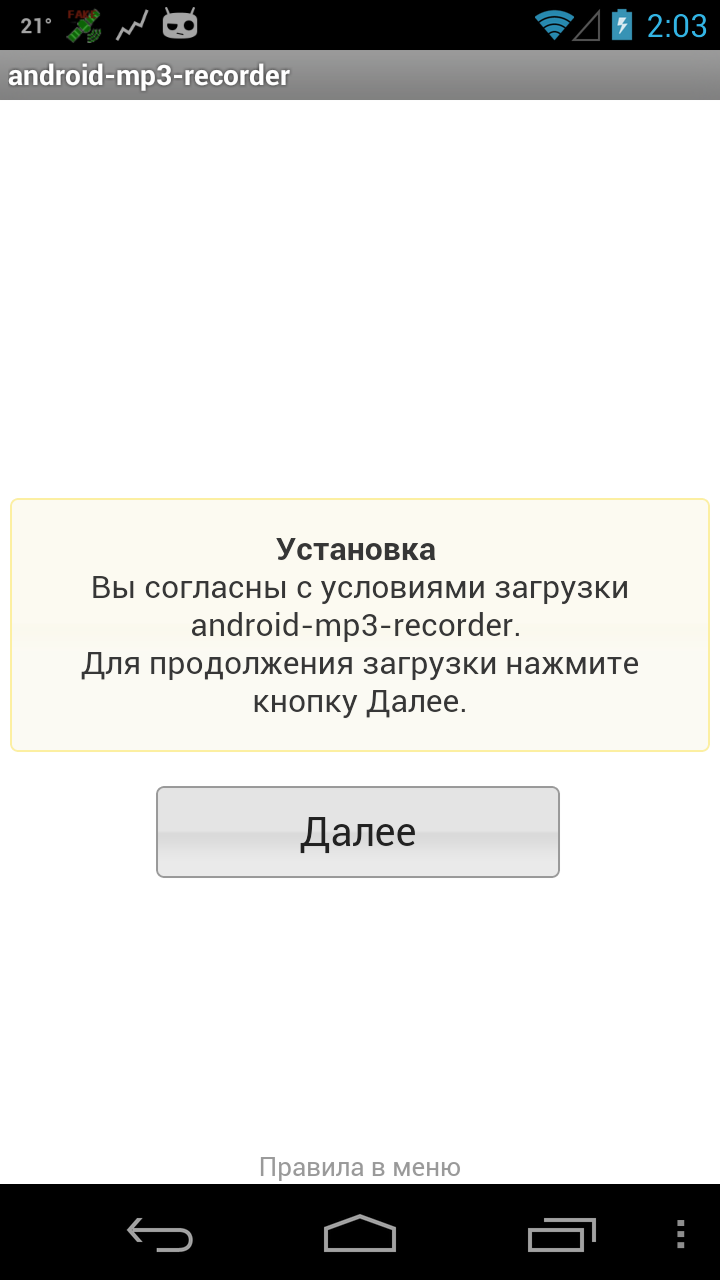 21°
FAKE
2:03
android-mp3-recorder
Установка
Вы согласны с условиями загрузки
android-mp3-recorder.
Для продолжения загрузки нажмите
кнопку Далее.
Далее
Правила в меню